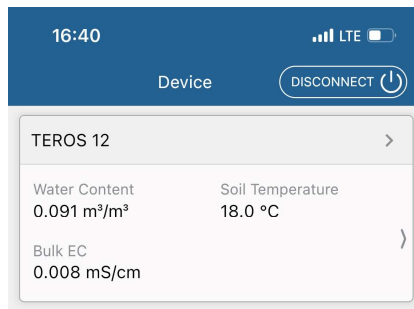 16:40 LTE
Device DISCONNECT
TEROS 12
Water Content Soil Temperature
0.091 m³/m³ 18.0 °C
Bulk EC
0.008 mS/cm